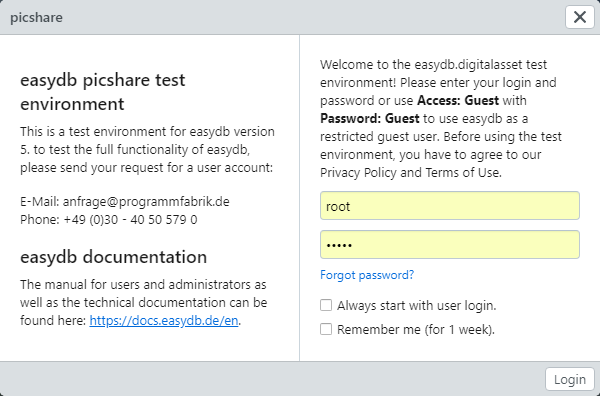 picshare
easydb picshare test
environment
This is a test environment for easydb version
5. to test the full functionality of easydb,
please send your request for a user account:
E-Mail: anfrage@programmfabrik.de
Phone: +49 (0)30 - 40 50 579 0
easydb documentation
The manual for users and administrators as
well as the technical documentation can be
found here: https://docs.easydb.de/en.
Welcome to the easydb.digitalasset test
environment! Please enter your login and
password or use Access: Guest with
Password: Guest to use easydb as a
restricted guest user. Before using the test
environment, you have to agree to our
Privacy Policy and Terms of Use.
root
•••••
Forgot password?
Always start with user login.
Remember me (for 1 week).
Login